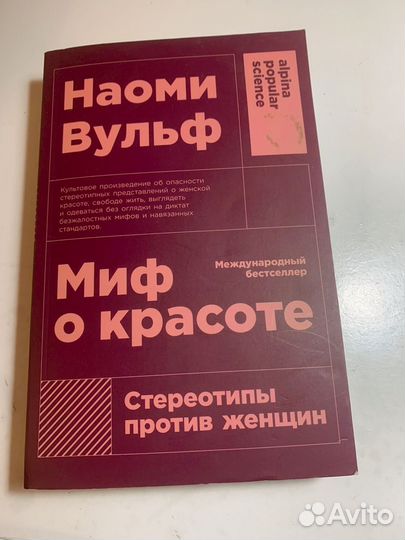 Наоми
Вульф
alpina
popular
science
Культовое произведение об опасности
стереотипных представлений о женской
красоте, свободе жить, выглядеть
и одеваться без оглядки на диктат
безжалостных мифов и навязанных
стандартов.
Международный
бестселлер
Миф
о красоте
Стереотипы
против женщин
Avito